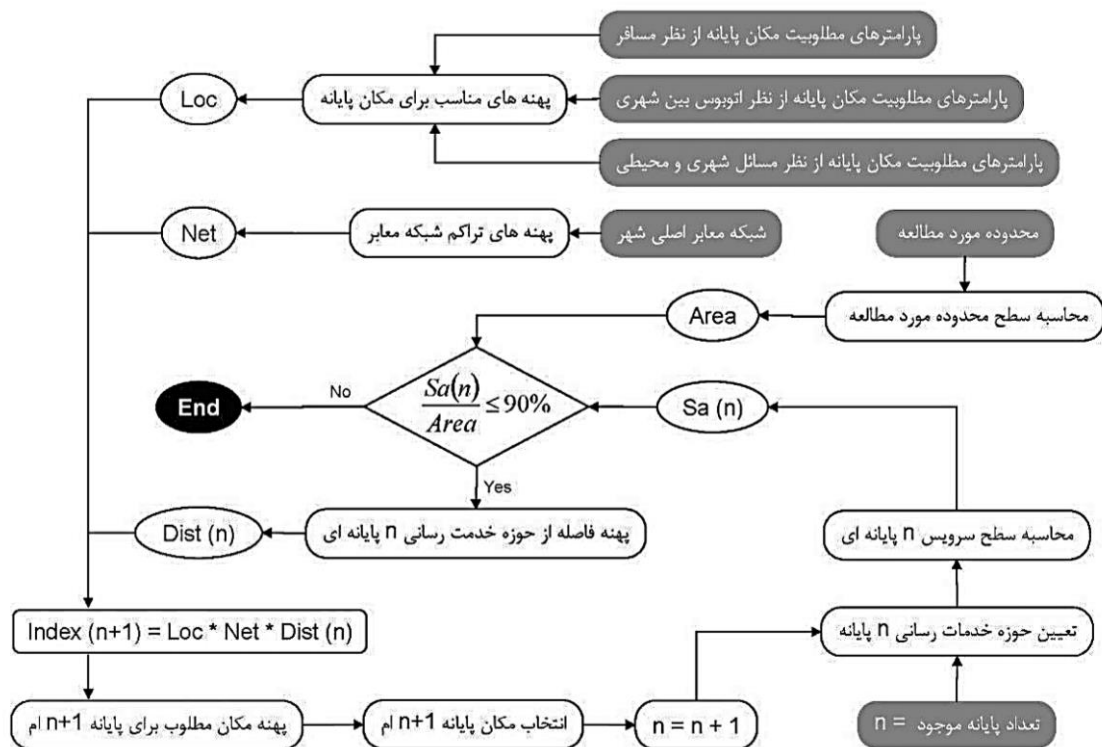 پارامترهای مطلوبیت مکان پایانه از نظر مسافر
Loc
پهنه های مناسب برای مکان پایانه
پارامترهای مطلوبیت مکان پایانه از نظر اتوبوس بین شهری
پارامترهای مطلوبیت مکان پایانه از نظر مسائل شهری و محیطی
Net
پهنه های تراکم شبکه معابر
شبکه معابر اصلی شهر
محدوده مورد مطالعه
Area
محاسبه سطح محدوده مورد مطالعه
End
No
Sa(n)/Area ≤ 90%
Sa (n)
Yes
Dist (n)
پهنه فاصله از حوزه خدمت رسانی n پایانه ای
محاسبه سطح سرویس n پایانه ای
Index (n+1) = Loc * Net * Dist (n)
تعیین حوزه خدمات رسانی n پایانه
پهنه مکان مطلوب برای پایانه n+1 ام
انتخاب مکان پایانه n+1 ام
n = n + 1
تعداد پایانه موجود = n